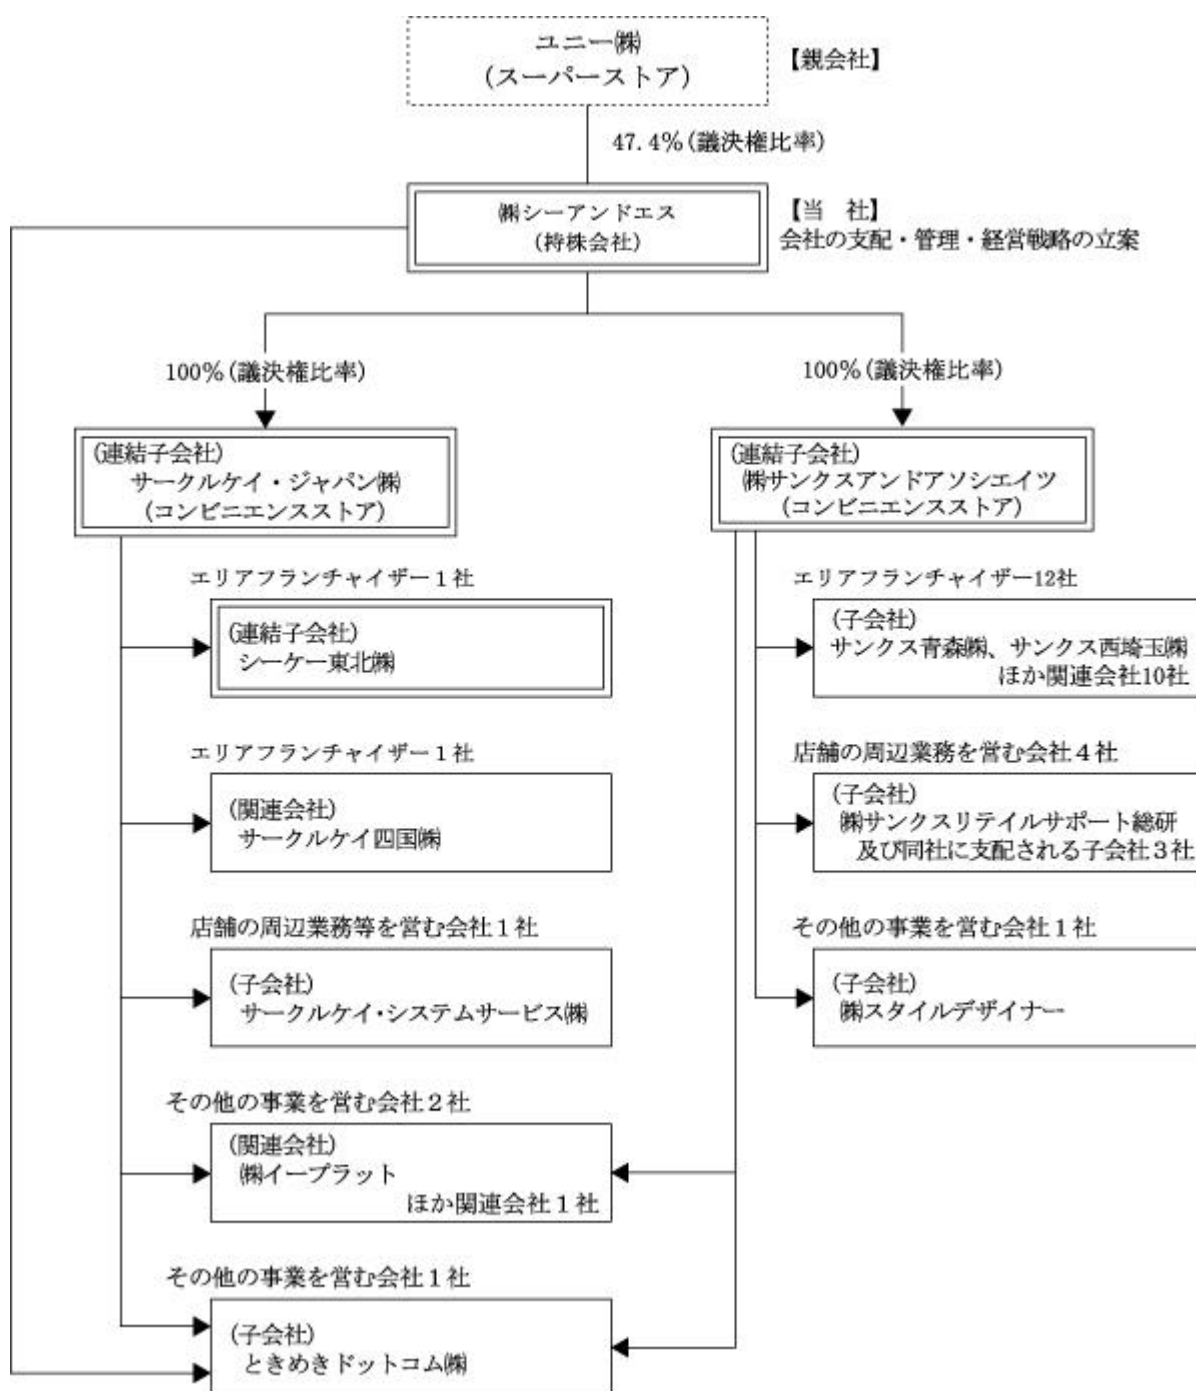 ユニー㈱
(スーパーストア)
【親会社】
47.4%(議決権比率)
㈱シーアンドエス
(持株会社)
【当　社】
会社の支配・管理・経営戦略の立案
100%(議決権比率)
100%(議決権比率)
(連結子会社)
サークルケイ・ジャパン㈱
(コンビニエンスストア)
(連結子会社)
㈱サンクスアンドアソシエイツ
(コンビニエンスストア)
エリアフランチャイザー１社
(連結子会社)
シーケー東北㈱
エリアフランチャイザー１社
(関連会社)
サークルケイ四国㈱
店舗の周辺業務等を営む会社１社
(子会社)
サークルケイ・システムサービス㈱
その他の事業を営む会社２社
(関連会社)
㈱イープラット
ほか関連会社１社
その他の事業を営む会社１社
(子会社)
ときめきドットコム㈱
エリアフランチャイザー12社
(子会社)
サンクス青森㈱、サンクス西埼玉㈱
ほか関連会社10社
店舗の周辺業務を営む会社４社
(子会社)
㈱サンクスリテイルサポート総研
及び同社に支配される子会社３社
その他の事業を営む会社１社
(子会社)
㈱スタイルデザイナー